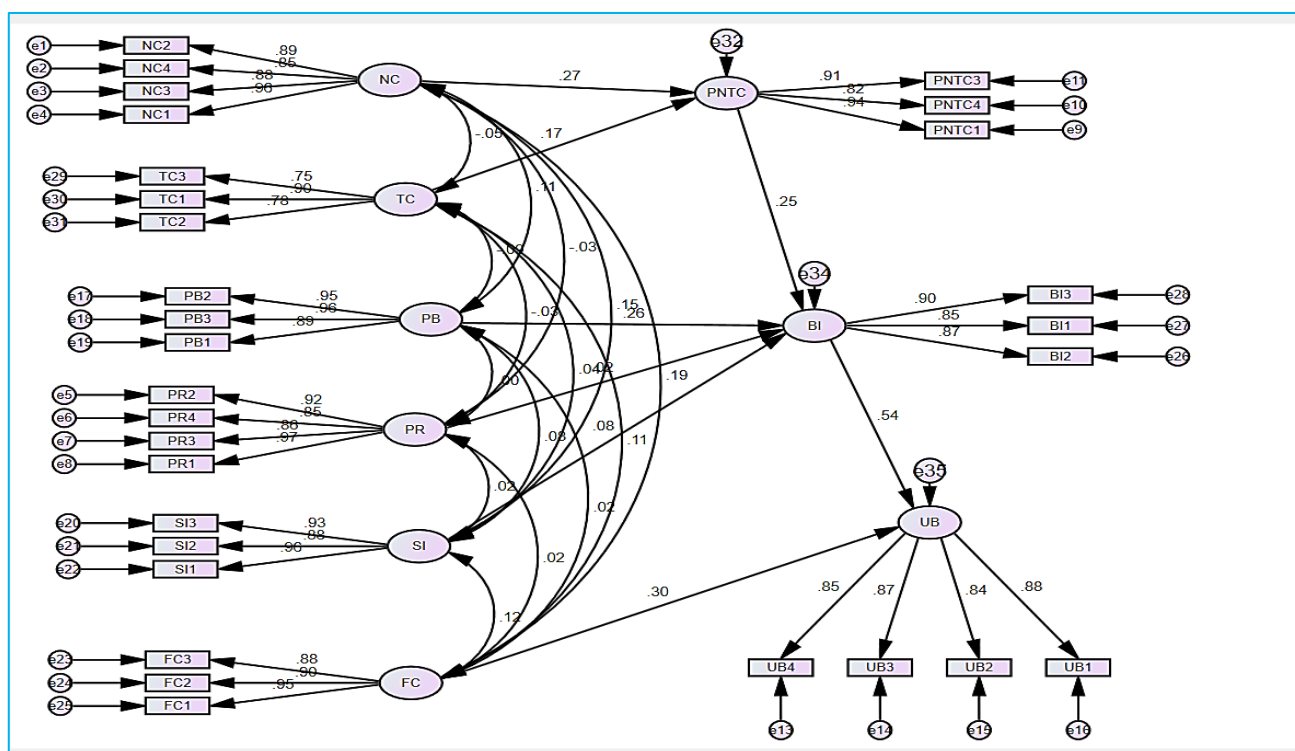 e1 NC2 .89
e2 NC4 .85
e3 NC3 .88
e4 NC1 .96
NC
.27
e32
PNTC
.91 PNTC3 e11
.82 PNTC4 e10
.94 PNTC1 e9
-.05
.17
e29 TC3 .75
e30 TC1 .90
e31 TC2 .78
TC
.11
.25
-.03
e17 PB2 .95
e18 PB3 .96
e19 PB1 .89
PB
-.03
.15
.26
e34
BI
.90 BI3 e28
.85 BI1 e27
.87 BI2 e26
e5 PR2 .92
e6 PR4 .85
e7 PR3 .86
e8 PR1 .97
PR
.00
.04
.02
.19
.54
.08
.08
.11
.02
.02
e35
UB
e20 SI3 .93
e21 SI2 .88
e22 SI1 .96
SI
.02
.30
.12
.85 .87 .84 .88
e23 FC3 .88
e24 FC2 .90
e25 FC1 .95
FC
UB4 UB3 UB2 UB1
e13 e14 e15 e16